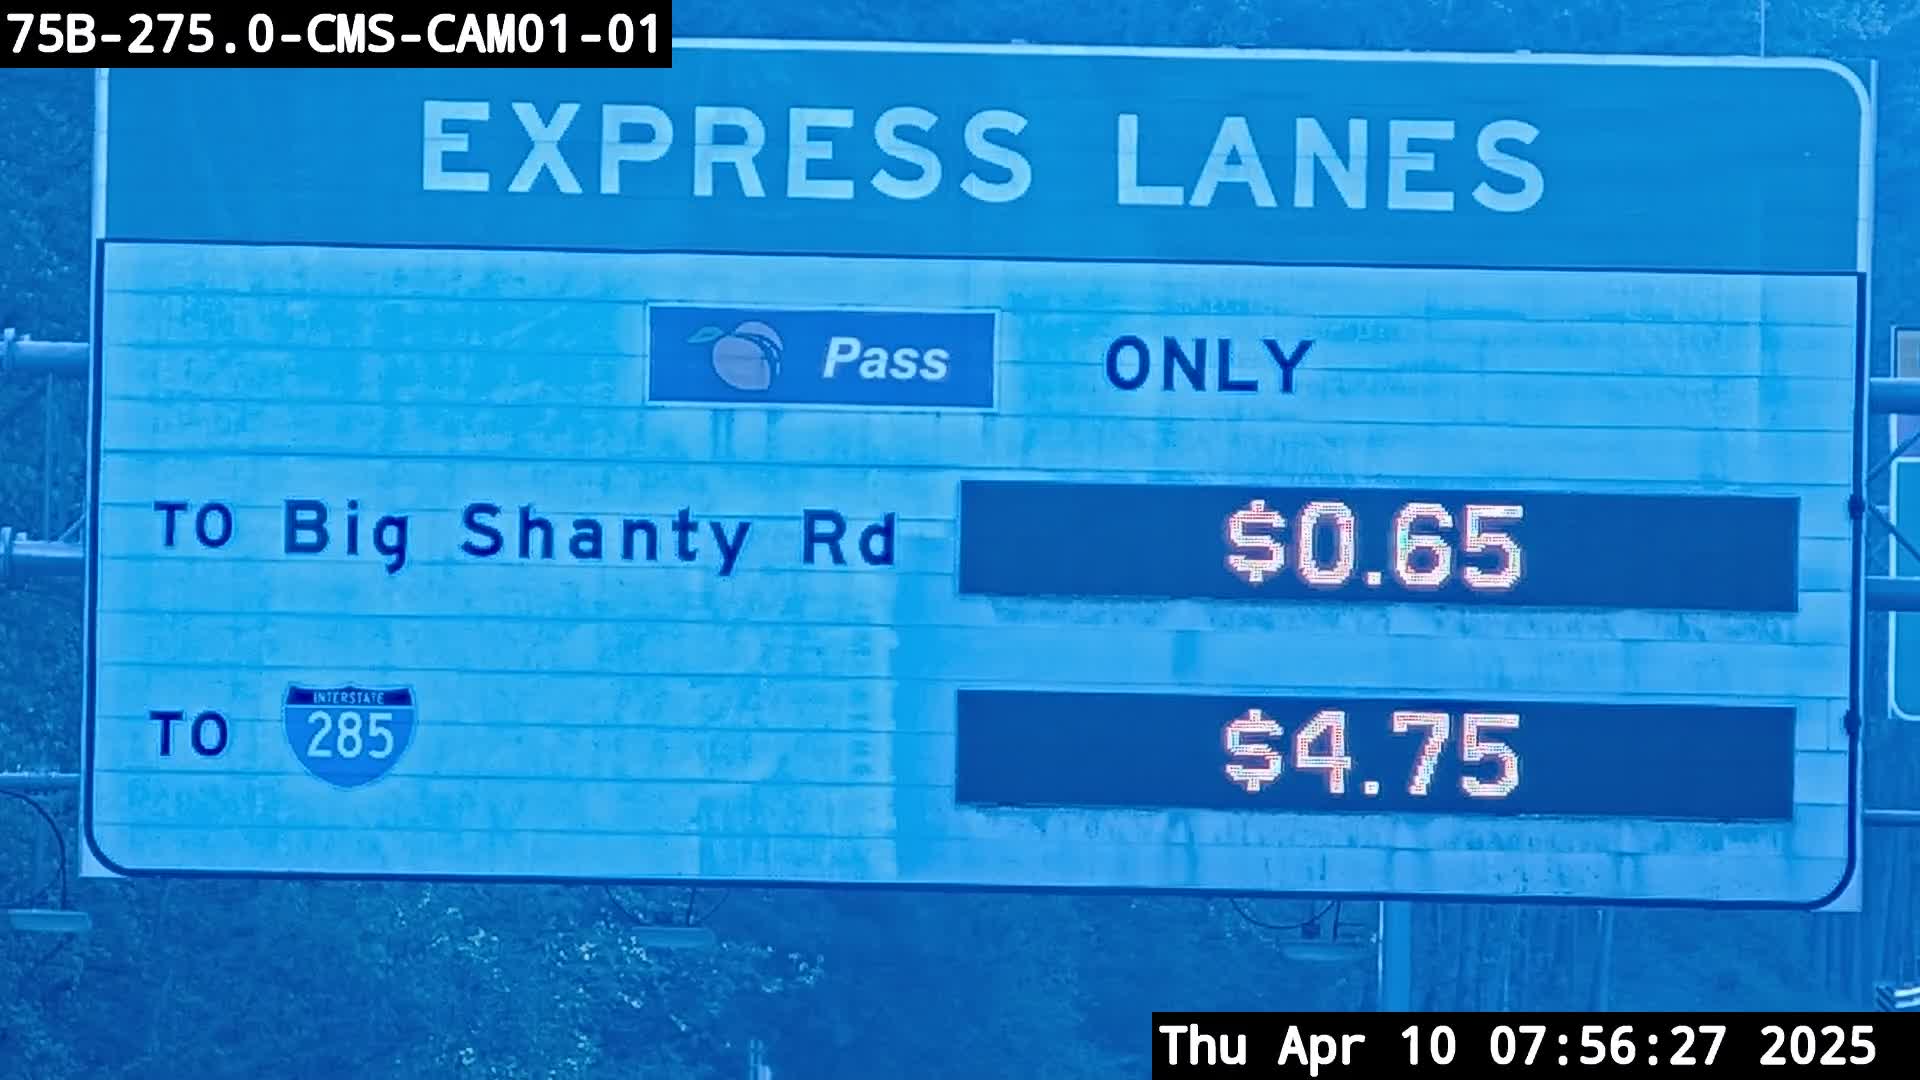 75B-275.0-CMS-CAM01-01
EXPRESS LANES
Pass ONLY
TO Big Shanty Rd $0.65
INTERSTATE
TO 285 $4.75
Thu Apr 10 07:56:27 2025